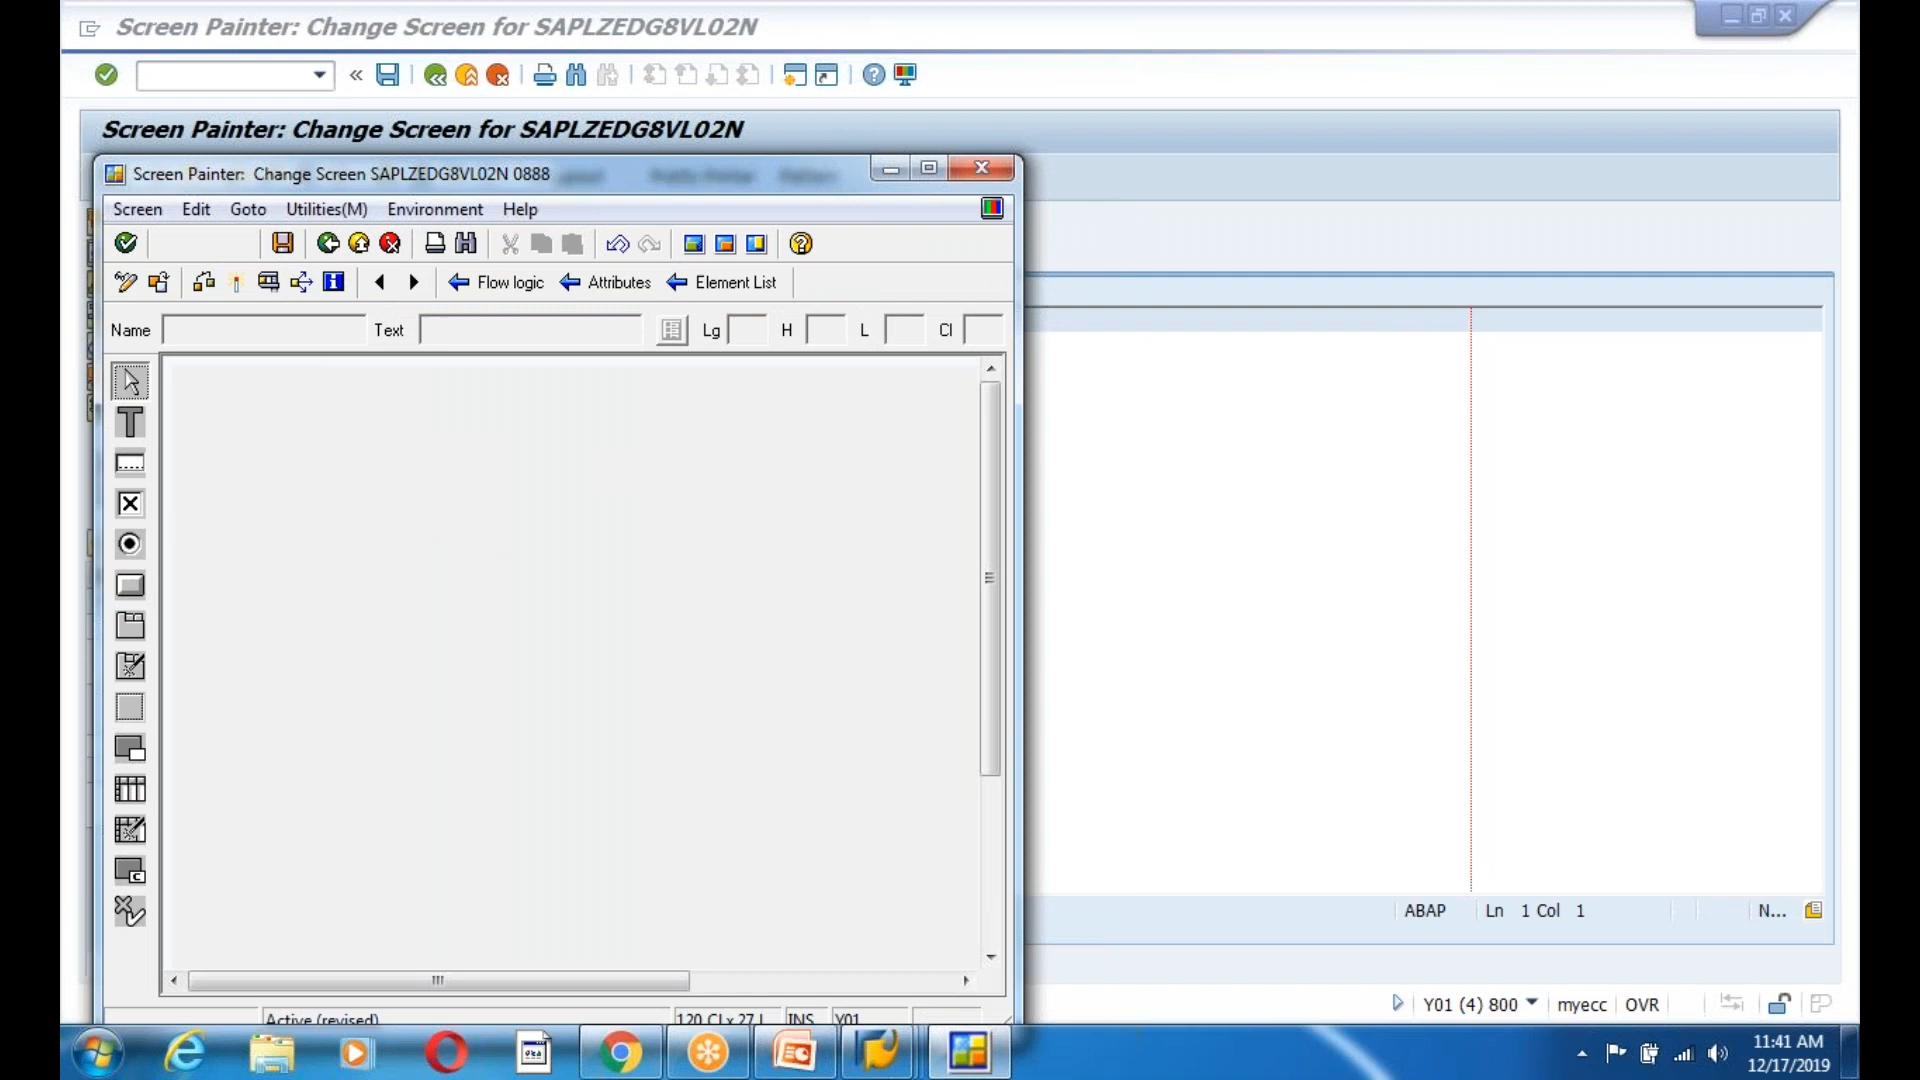 Screen Painter: Change Screen for SAPLZEDG8VL02N
Screen Painter: Change Screen for SAPLZEDG8VL02N
Screen Painter: Change Screen SAPLZEDG8VL02N 0888
Screen Edit Goto Utilities(M) Environment Help
Flow logic Attributes Element List
Name Text Lg H L Cl
ABAP Ln 1 Col 1 N...
Y01 (4) 800 myecc OVR
Active (revised) 120 Cl x 27 L INS Y01
11:41 AM
12/17/2019